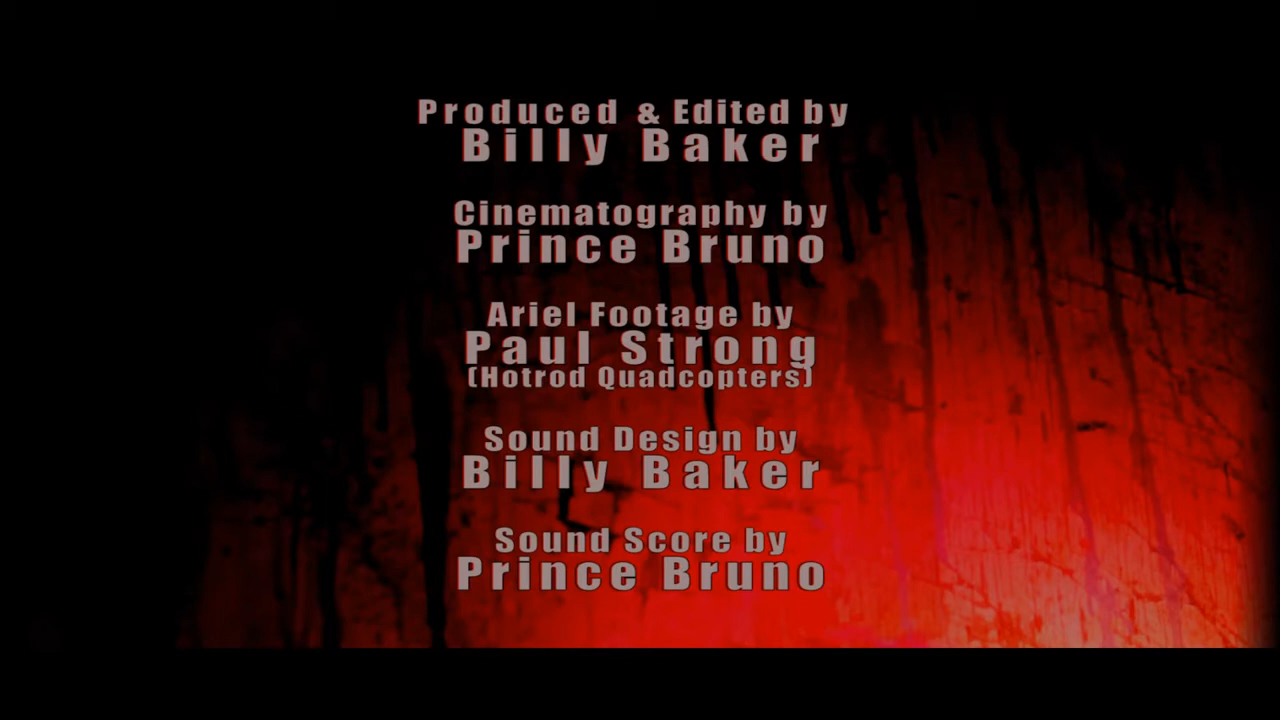 Produced & Edited by
Billy Baker
Cinematography by
Prince Bruno
Ariel Footage by
Paul Strong
(Hotrod Quadcopters)
Sound Design by
Billy Baker
Sound Score by
Prince Bruno